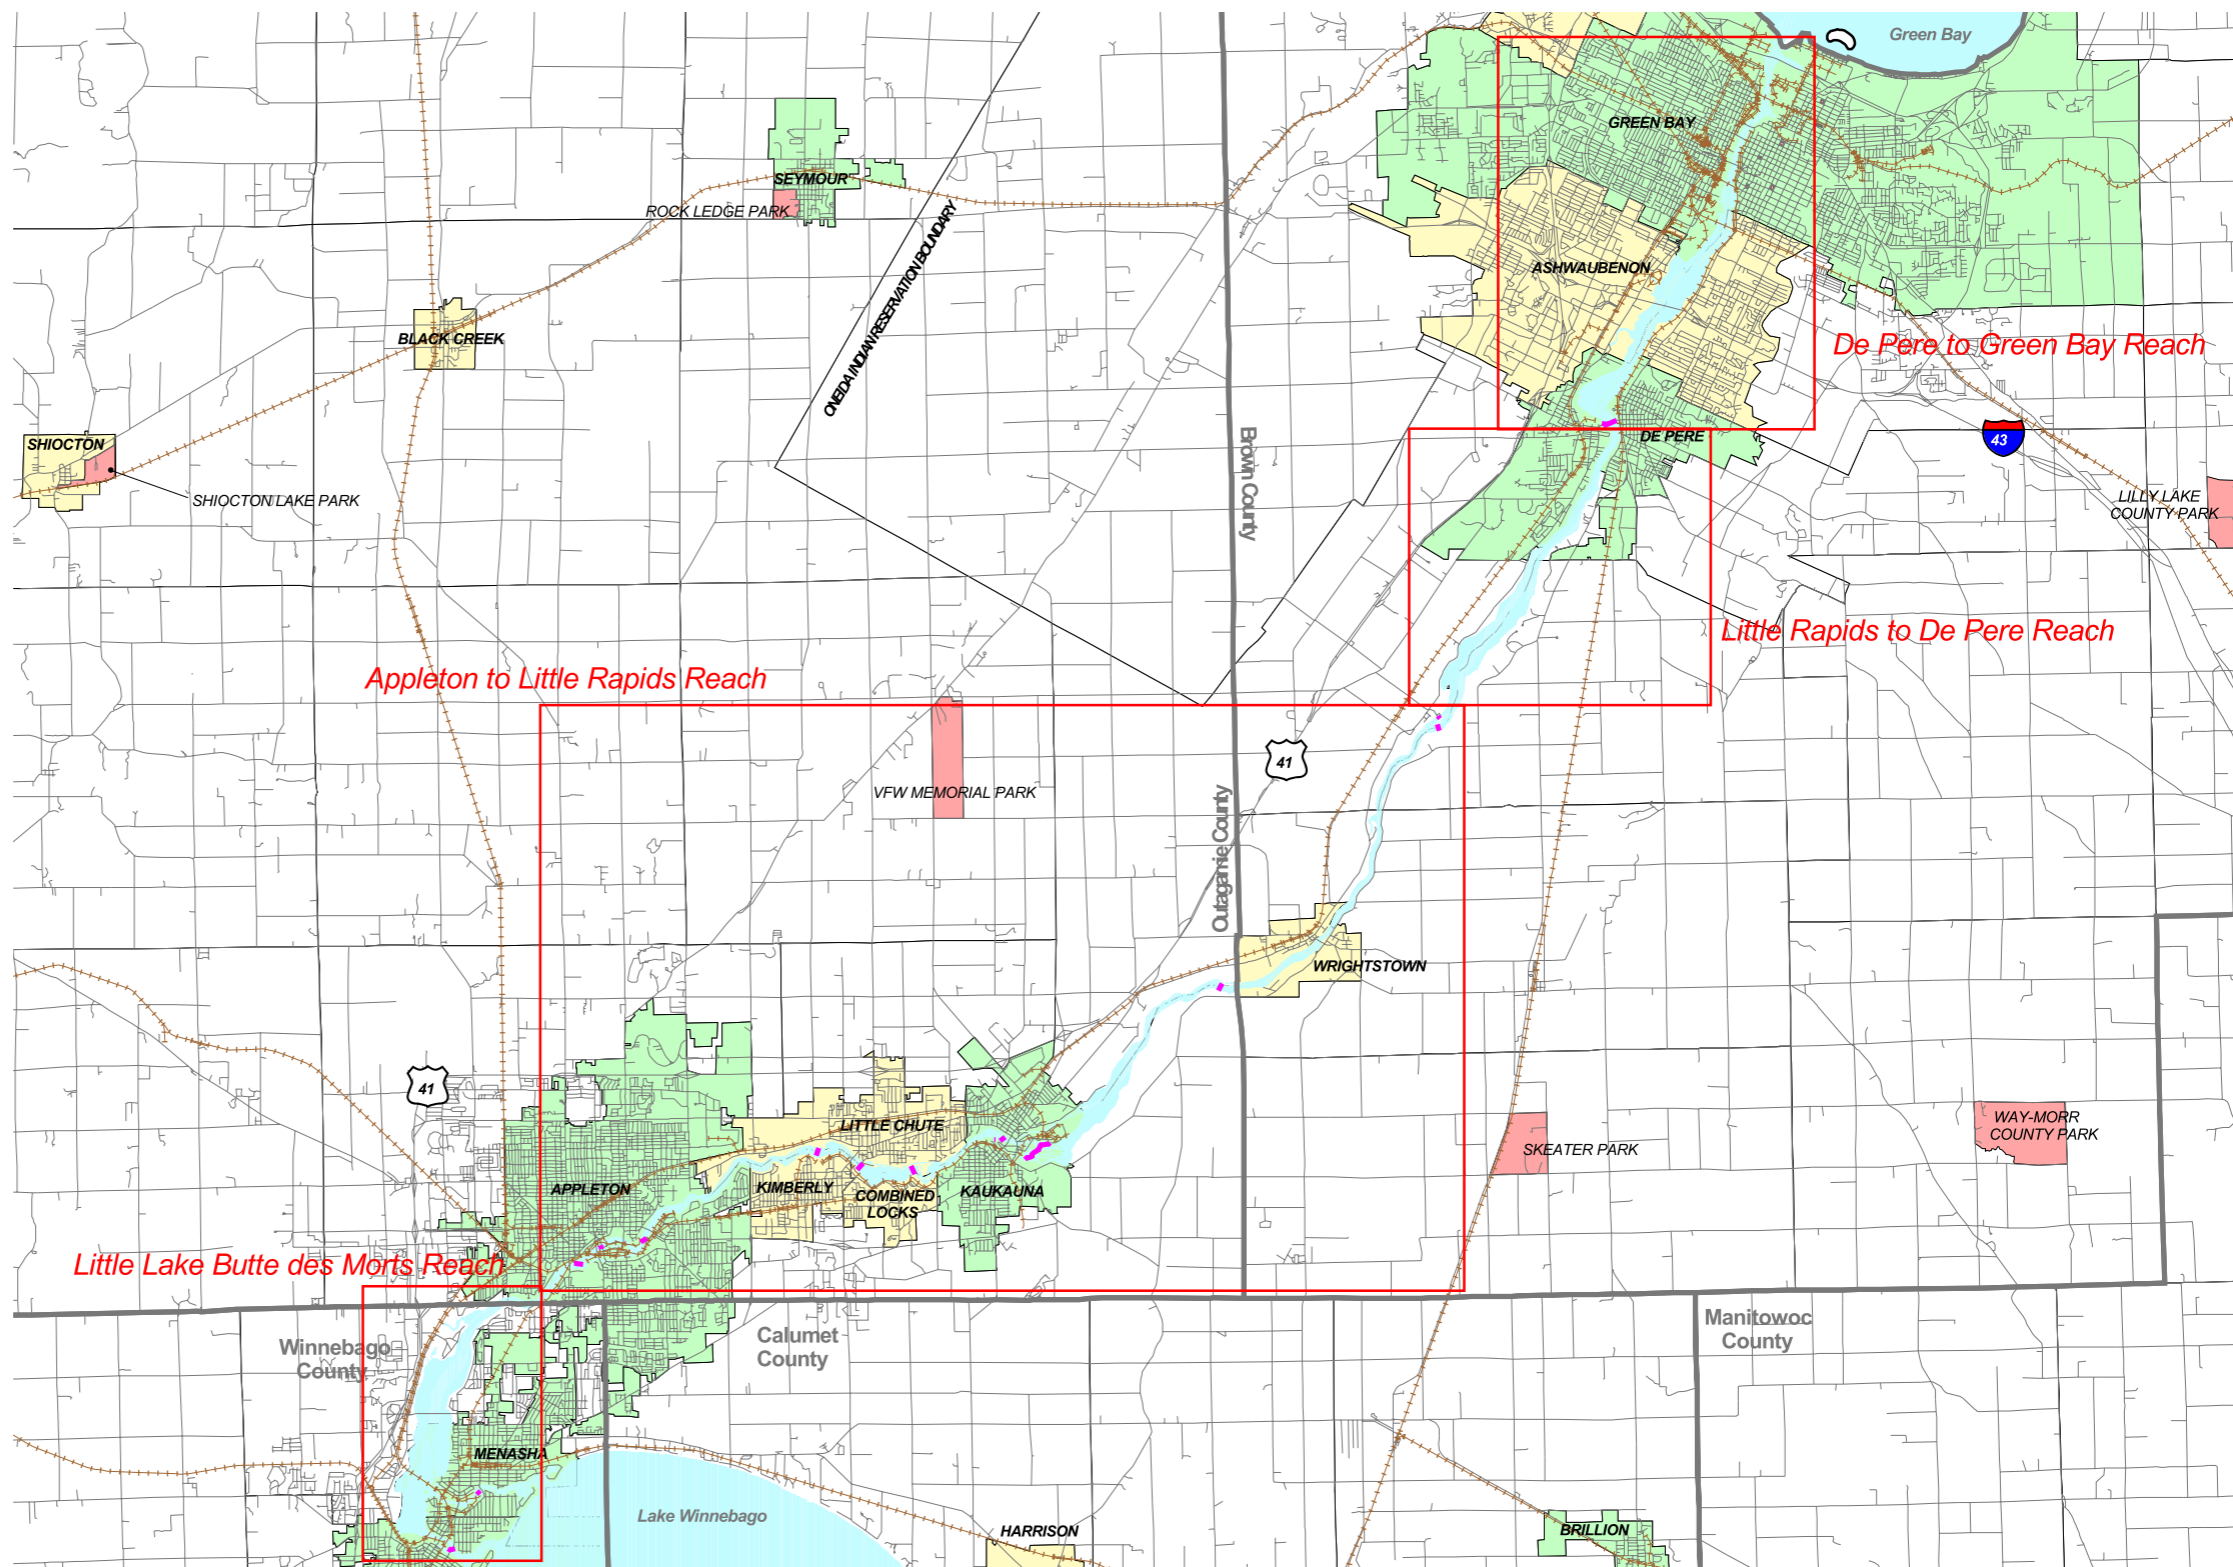 Green Bay
GREEN BAY
SEYMOUR
ROCK LEDGE PARK
ONEIDA INDIAN RESERVATION BOUNDARY
ASHWAUBENON
BLACK CREEK
De Pere to Green Bay Reach
SHIOCTON
DE PERE
43
SHIOCTON LAKE PARK
Brown County
LILLY LAKE
COUNTY PARK
Little Rapids to De Pere Reach
Appleton to Little Rapids Reach
41
VFW MEMORIAL PARK
Outagamie County
WRIGHTSTOWN
41
LITTLE CHUTE
WAY-MORR
COUNTY PARK
SKEATER PARK
APPLETON
KIMBERLY
COMBINED
LOCKS
KAUKAUNA
Little Lake Butte des Morts Reach
Winnebago
County
Calumet
County
Manitowoc
County
MENASHA
Lake Winnebago
HARRISON
BRILLION